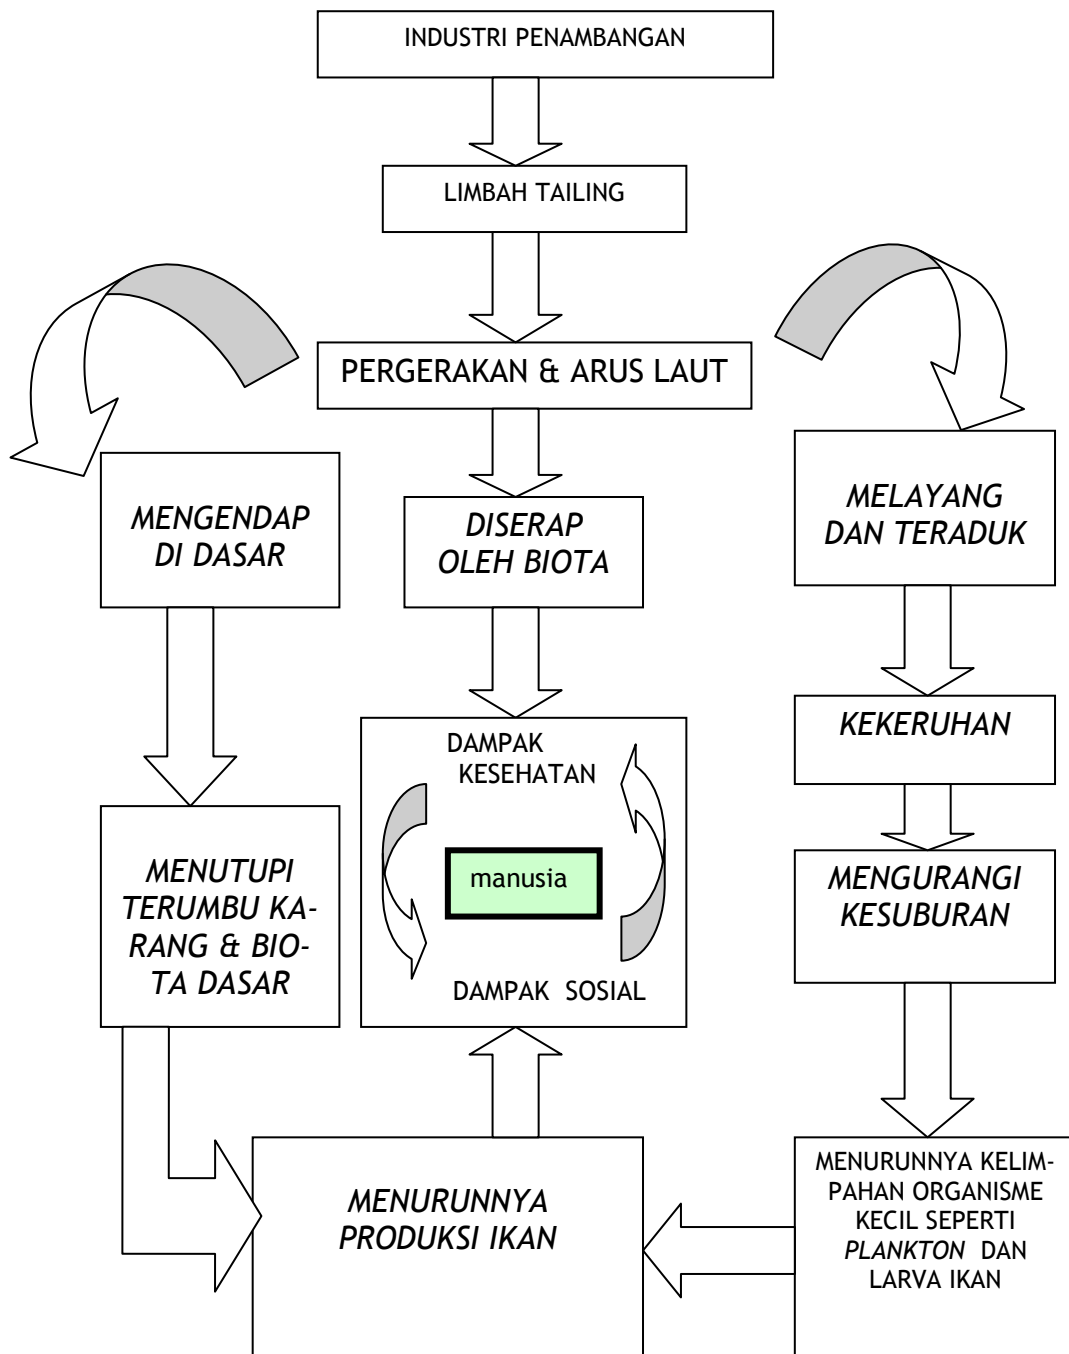 INDUSTRI PENAMBANGAN
LIMBAH TAILING
PERGERAKAN & ARUS LAUT
MENGENDAP
DI DASAR
DISERAP
OLEH BIOTA
MELAYANG
DAN TERADUK
KEKERUHAN
DAMPAK
KESEHATAN
manusia
DAMPAK SOSIAL
MENUTUPI
TERUMBU KA-
RANG & BIO-
TA DASAR
MENGURANGI
KESUBURAN
MENURUNNYA
PRODUKSI IKAN
MENURUNNYA KELIM-
PAHAN ORGANISME
KECIL SEPERTI
PLANKTON DAN
LARVA IKAN